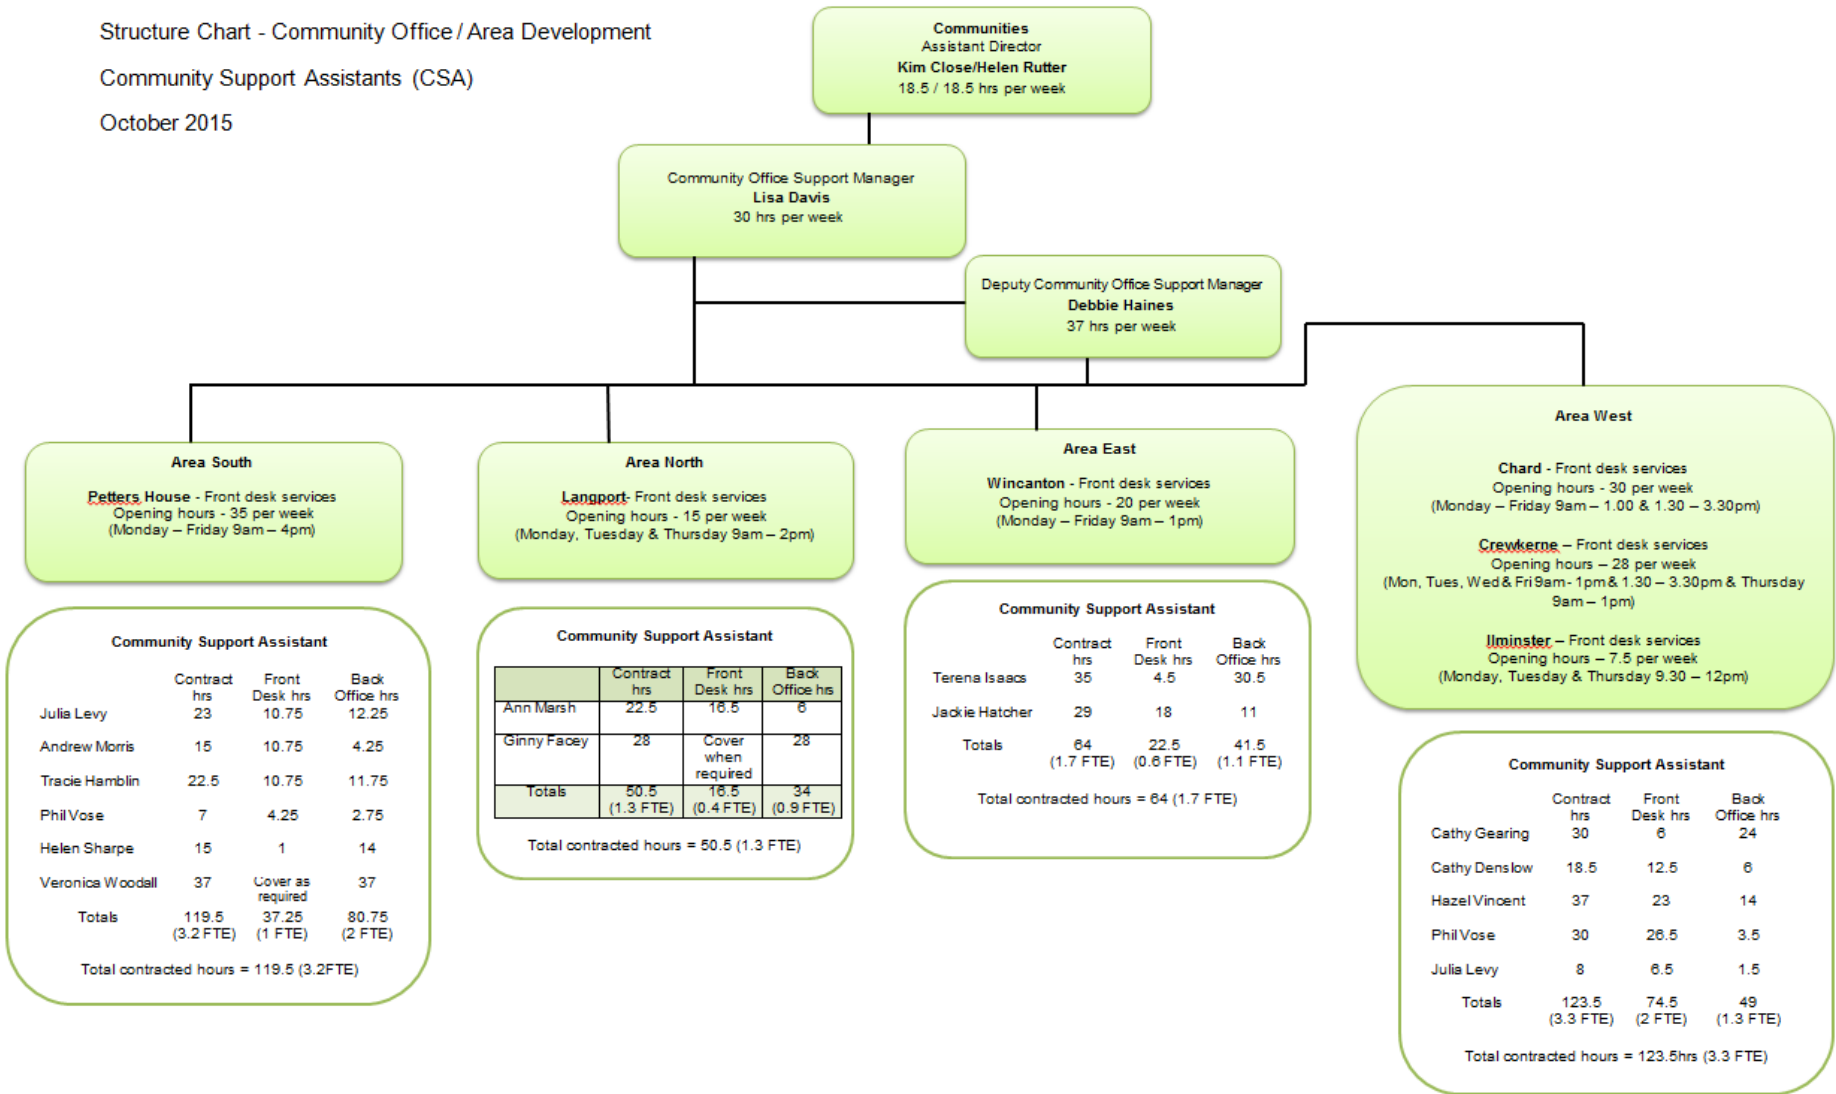 Structure Chart - Community Office / Area Development
Community Support Assistants (CSA)
October 2015
Communities
Assistant Director
Kim Close/Helen Rutter
18.5 / 18.5 hrs per week
Community Office Support Manager
Lisa Davis
30 hrs per week
Deputy Community Office Support Manager
Debbie Haines
37 hrs per week
Area South
Petters House - Front desk services
Opening hours - 35 per week
(Monday – Friday 9am – 4pm)
Area North
Langport- Front desk services
Opening hours - 15 per week
(Monday, Tuesday & Thursday 9am – 2pm)
Area East
Wincanton - Front desk services
Opening hours - 20 per week
(Monday – Friday 9am – 1pm)
Area West
Chard - Front desk services
Opening hours - 30 per week
(Monday – Friday 9am – 1.00 & 1.30 – 3.30pm)
Crewkerne – Front desk services
Opening hours – 28 per week
(Mon, Tues, Wed & Fri 9am - 1pm & 1.30 – 3.30pm & Thursday
9am – 1pm)
Ilminster – Front desk services
Opening hours – 7.5 per week
(Monday, Tuesday & Thursday 9.30 – 12pm)
Community Support Assistant
Contract Front Back
hrs Desk hrs Office hrs
Julia Levy 23 10.75 12.25
Andrew Morris 15 10.75 4.25
Tracie Hamblin 22.5 10.75 11.75
Phil Vose 7 4.25 2.75
Helen Sharpe 15 1 14
Veronica Woodall 37 Cover as 37
required
Totals 119.5 37.25 80.75
(3.2 FTE) (1 FTE) (2 FTE)
Total contracted hours = 119.5 (3.2FTE)
Community Support Assistant
Contract Front Back
hrs Desk hrs Office hrs
Ann Marsh 22.5 16.5 6
Ginny Facey 28 Cover 28
when
required
Totals 50.5 16.5 34
(1.3 FTE) (0.4 FTE) (0.9 FTE)
Total contracted hours = 50.5 (1.3 FTE)
Community Support Assistant
Contract Front Back
hrs Desk hrs Office hrs
Terena Isaacs 35 4.5 30.5
Jackie Hatcher 29 18 11
Totals 64 22.5 41.5
(1.7 FTE) (0.6 FTE) (1.1 FTE)
Total contracted hours = 64 (1.7 FTE)
Community Support Assistant
Contract Front Back
hrs Desk hrs Office hrs
Cathy Gearing 30 6 24
Cathy Denslow 18.5 12.5 6
Hazel Vincent 37 23 14
Phil Vose 30 26.5 3.5
Julia Levy 8 6.5 1.5
Totals 123.5 74.5 49
(3.3 FTE) (2 FTE) (1.3 FTE)
Total contracted hours = 123.5hrs (3.3 FTE)